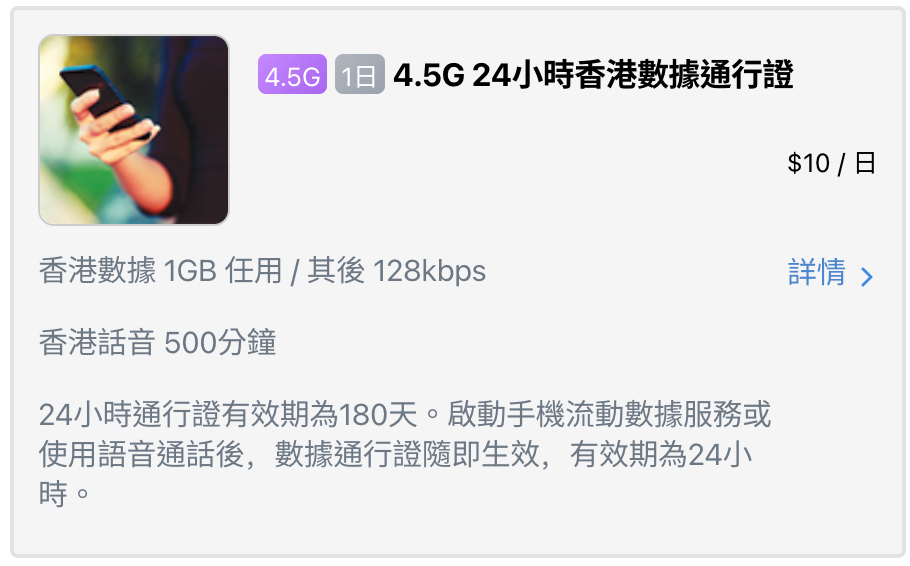 4.5G 1日 4.5G 24小時香港數據通行證
$10 / 日
香港數據 1GB 任用 / 其後 128kbps
詳情
香港話音 500分鐘
24小時通行證有效期為180天。啟動手機流動數據服務或
使用語音通話後，數據通行證隨即生效，有效期為24小
時。